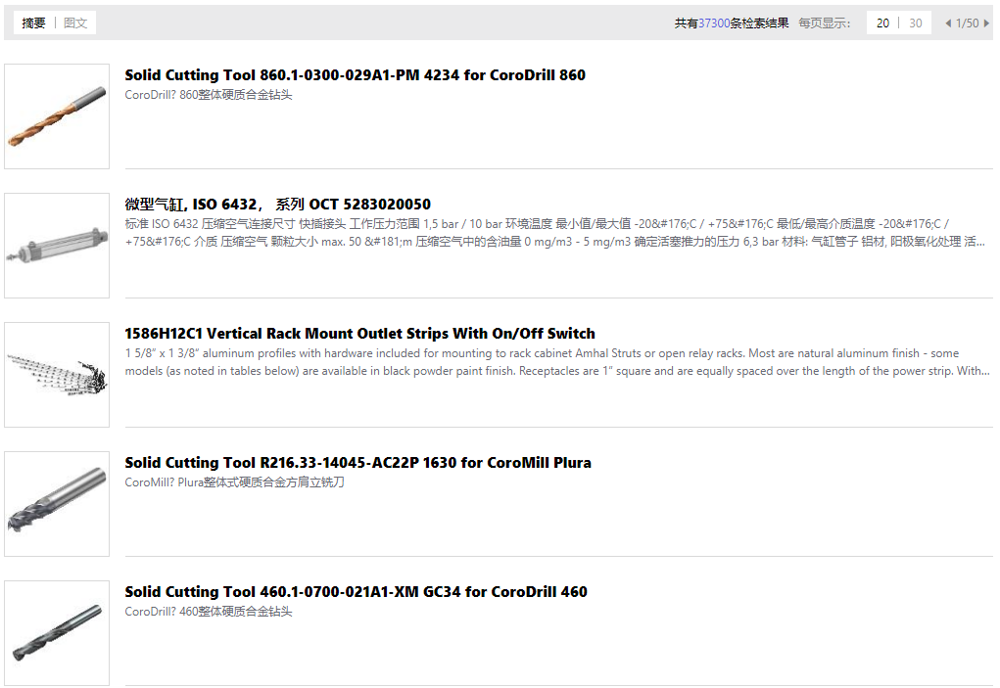 摘要 | 图文 共有37300条检索结果 每页显示: 20 | 30 1/50
Solid Cutting Tool 860.1-0300-029A1-PM 4234 for CoroDrill 860
CoroDrill? 860整体硬质合金钻头
微型气缸, ISO 6432， 系列 OCT 5283020050
标准 ISO 6432 压缩空气连接尺寸 快插接头 工作压力范围 1,5 bar / 10 bar 环境温度 最小值/最大值 -20&#176;C / +75&#176;C 最低/最高介质温度 -20&#176;C /
+75&#176;C 介质 压缩空气 颗粒大小 max. 50 &#181;m 压缩空气中的含油量 0 mg/m3 - 5 mg/m3 确定活塞推力的压力 6,3 bar 材料: 气缸管子 铝材, 阳极氧化处理 活...
1586H12C1 Vertical Rack Mount Outlet Strips With On/Off Switch
1 5/8” x 1 3/8” aluminum profiles with hardware included for mounting to rack cabinet Amhal Struts or open relay racks. Most are natural aluminum finish - some
models (as noted in tables below) are available in black powder paint finish. Receptacles are 1” square and are equally spaced over the length of the power strip. With...
Solid Cutting Tool R216.33-14045-AC22P 1630 for CoroMill Plura
CoroMill? Plura整体式硬质合金方肩立铣刀
Solid Cutting Tool 460.1-0700-021A1-XM GC34 for CoroDrill 460
CoroDrill? 460整体硬质合金钻头